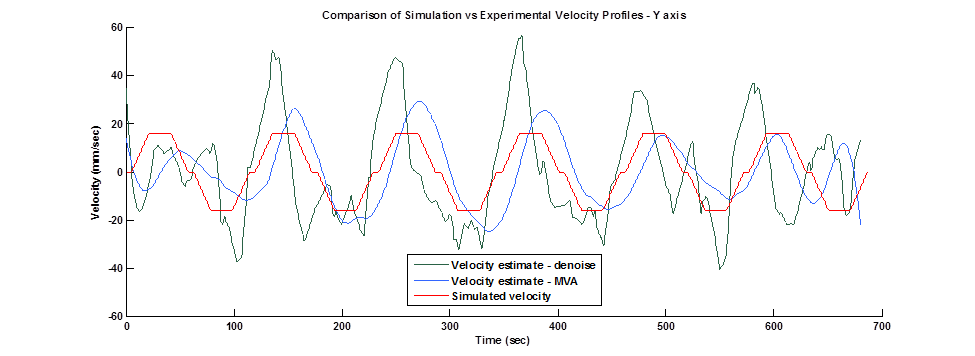 Comparison of Simulation vs Experimental Velocity Profiles - Y axis
60
40
20
0
-20
-40
-60
Velocity (mm/sec)
Velocity estimate - denoise
Velocity estimate - MVA
Simulated velocity
0 100 200 300 400 500 600 700
Time (sec)